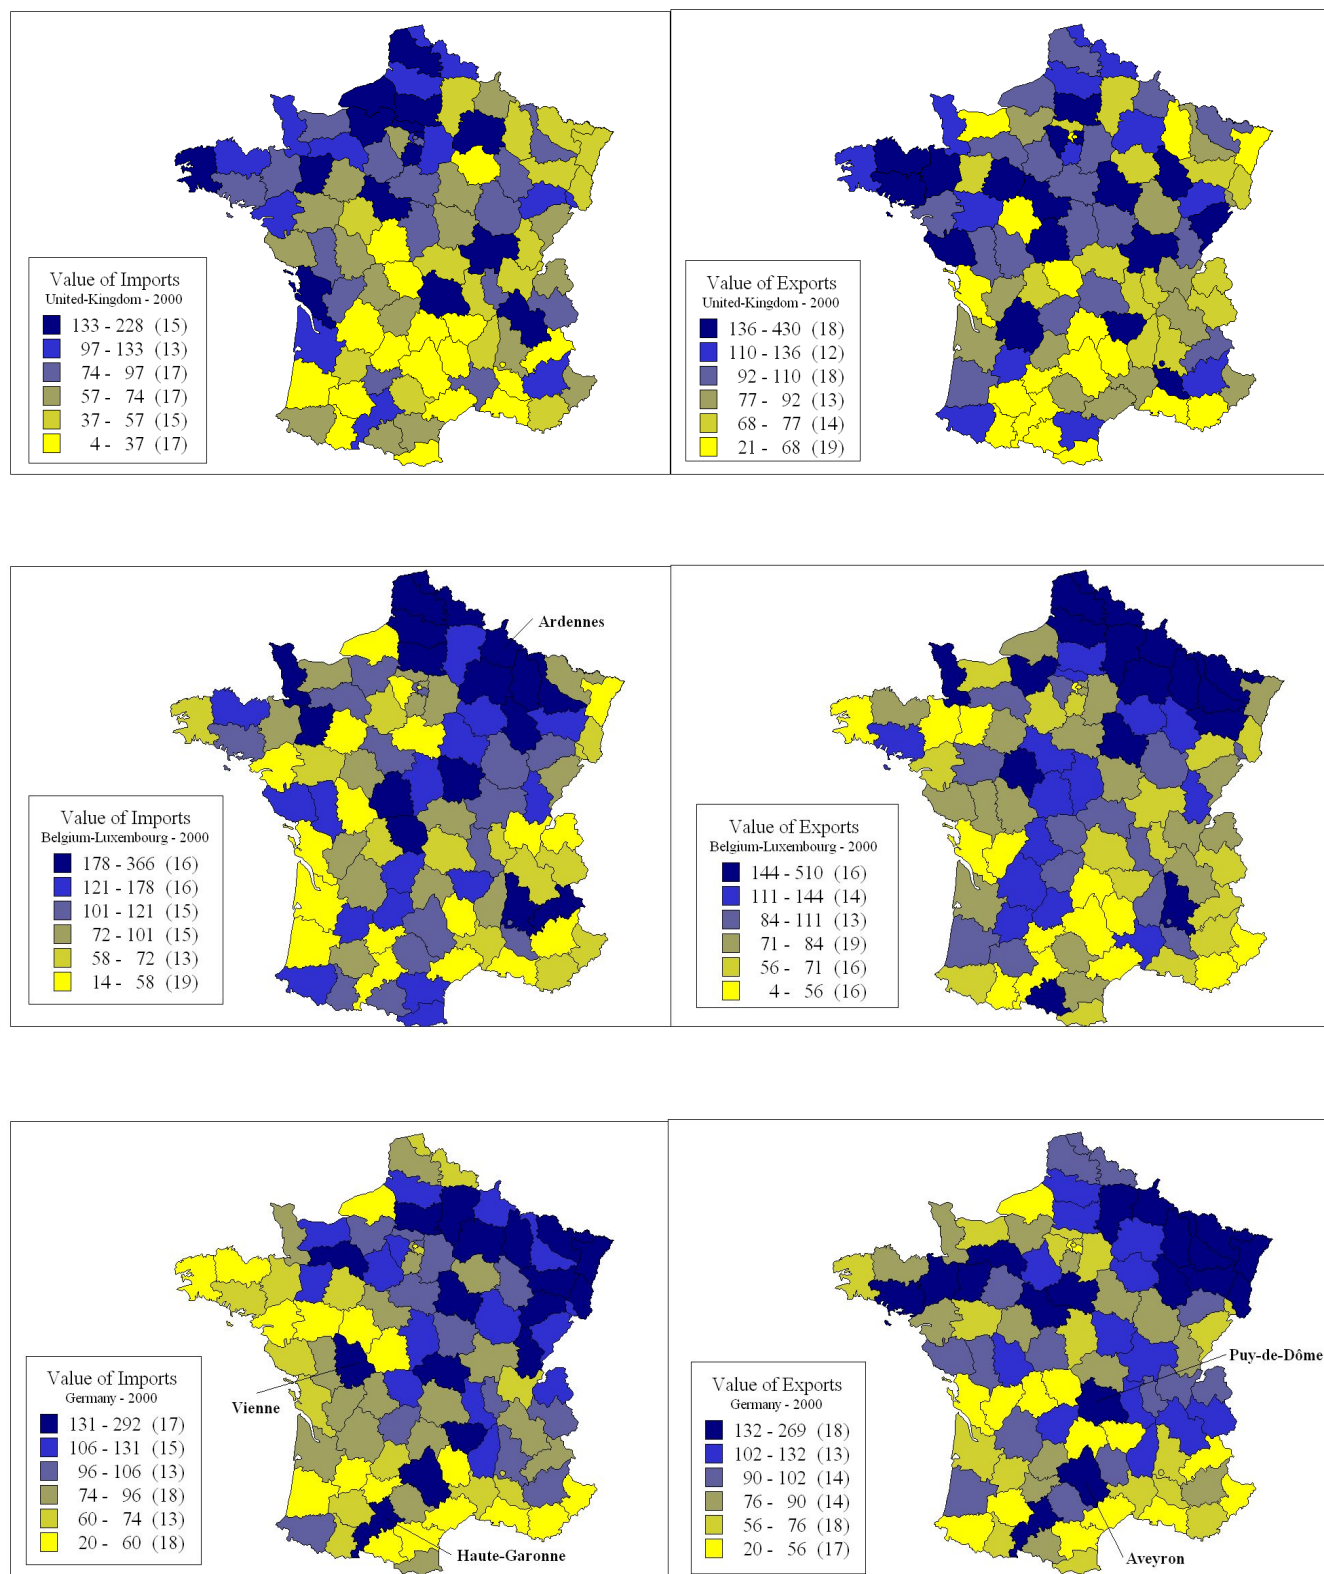 Value of Imports
United-Kingdom - 2000
133 - 228 (15)
97 - 133 (13)
74 - 97 (17)
57 - 74 (17)
37 - 57 (15)
4 - 37 (17)
Value of Exports
United-Kingdom - 2000
136 - 430 (18)
110 - 136 (12)
92 - 110 (18)
77 - 92 (13)
68 - 77 (14)
21 - 68 (19)
Ardennes
Value of Imports
Belgium-Luxembourg - 2000
178 - 366 (16)
121 - 178 (16)
101 - 121 (15)
72 - 101 (15)
58 - 72 (13)
14 - 58 (19)
Value of Exports
Belgium-Luxembourg - 2000
144 - 510 (16)
111 - 144 (14)
84 - 111 (13)
71 - 84 (19)
56 - 71 (16)
4 - 56 (16)
Vienne
Haute-Garonne
Value of Imports
Germany - 2000
131 - 292 (17)
106 - 131 (15)
96 - 106 (13)
74 - 96 (18)
60 - 74 (13)
20 - 60 (18)
Puy-de-Dôme
Aveyron
Value of Exports
Germany - 2000
132 - 269 (18)
102 - 132 (13)
90 - 102 (14)
76 - 90 (14)
56 - 76 (18)
20 - 56 (17)